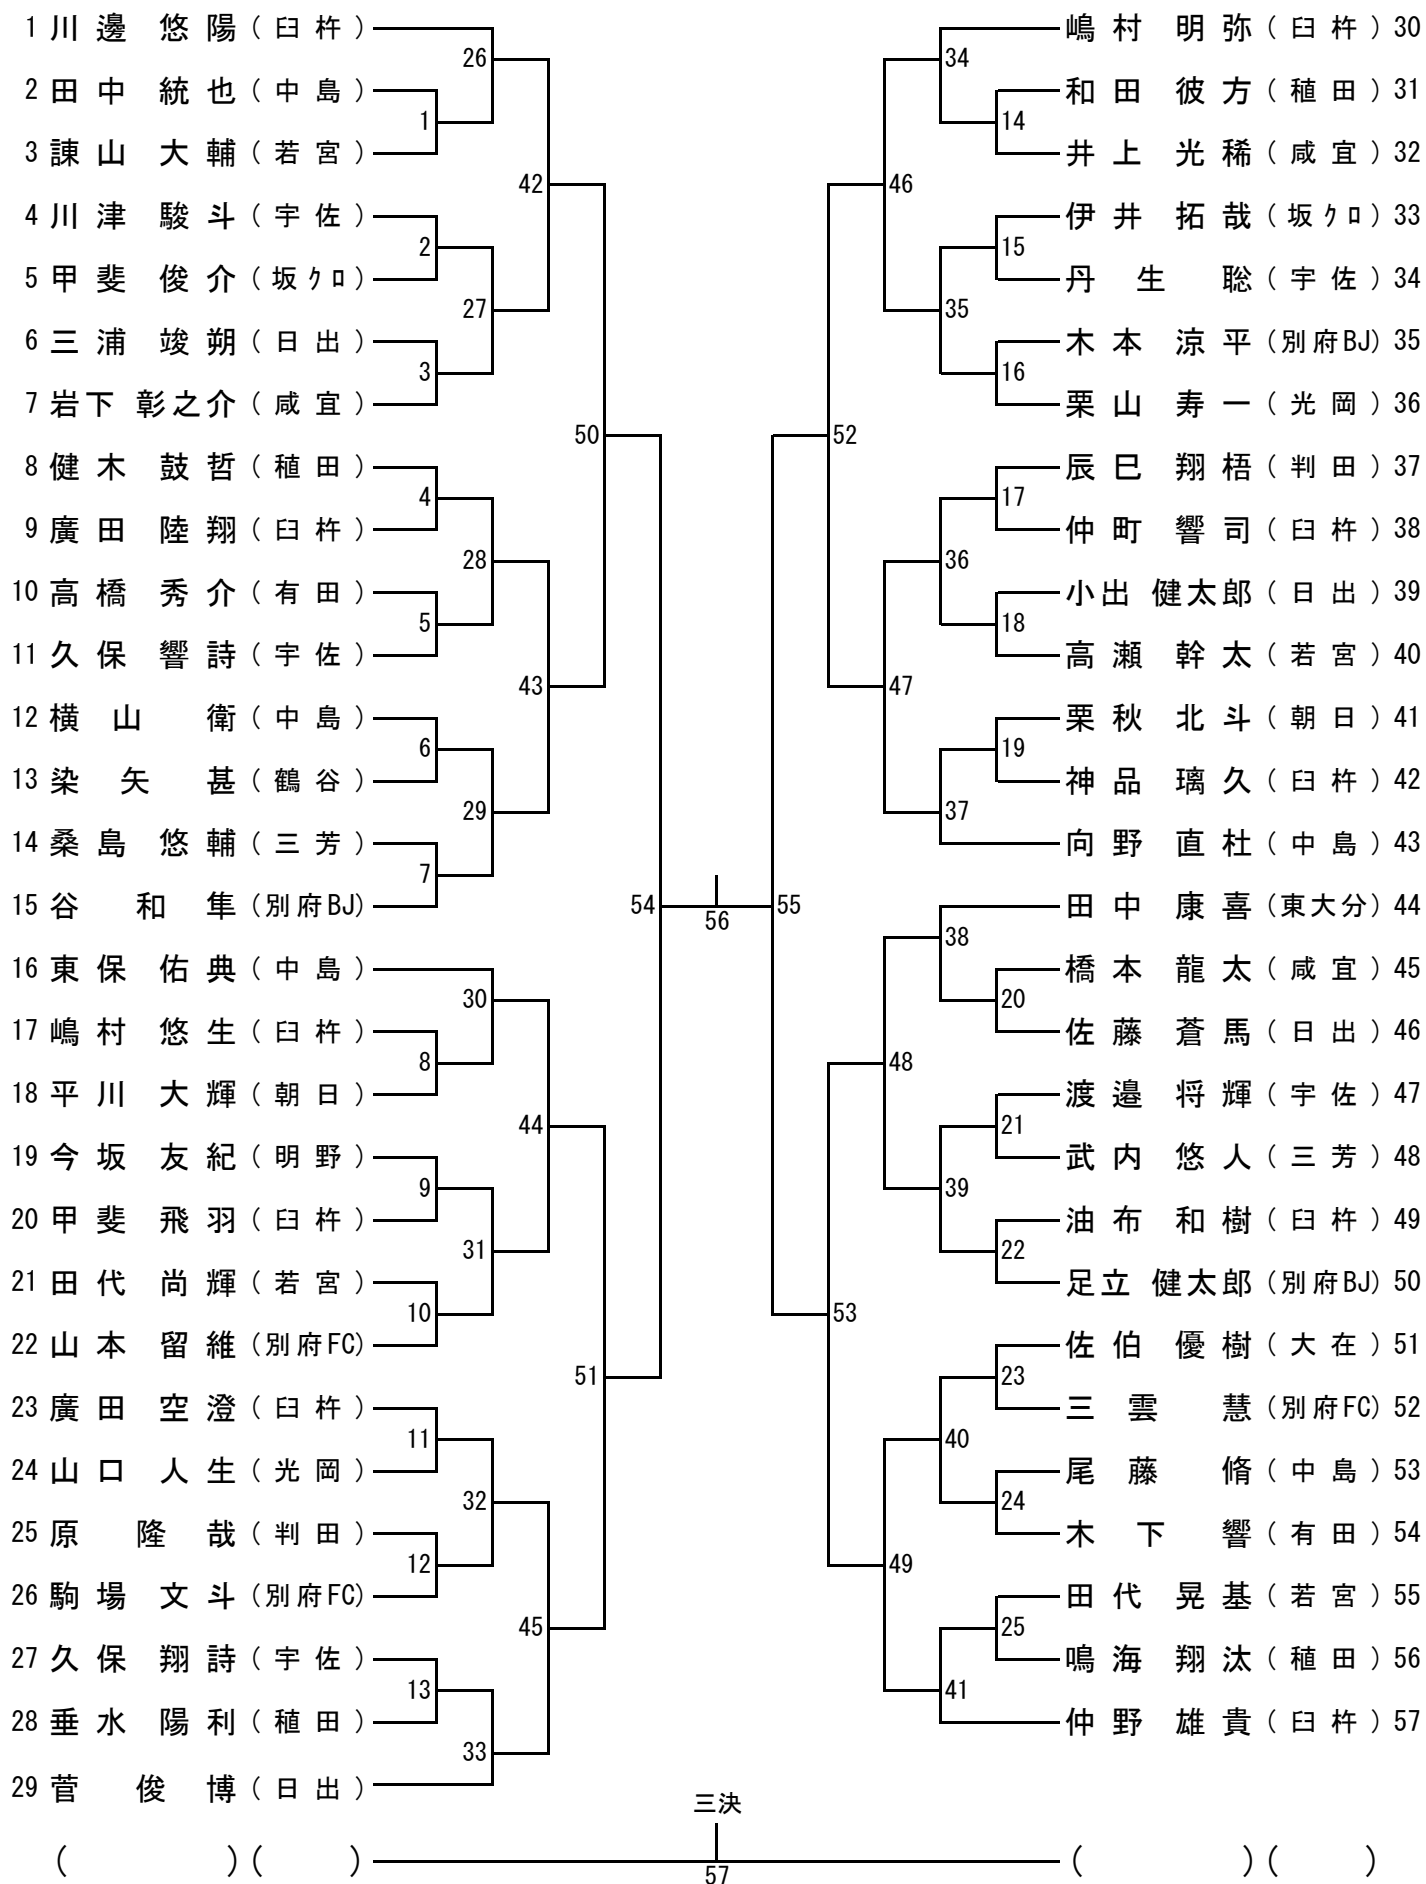 1 川邊 悠陽 (臼杵)
2 田中 統也 (中島)
3 諫山 大輔 (若宮)
4 川津 駿斗 (宇佐)
5 甲斐 俊介 (坂クロ)
6 三浦 竣朔 (日出)
7 岩下 彰之介 (咸宜)
8 健木 鼓哲 (稙田)
9 廣田 陸翔 (臼杵)
10 高橋 秀介 (有田)
11 久保 響詩 (宇佐)
12 横山 衛 (中島)
13 染矢 甚 (鶴谷)
14 桑島 悠輔 (三芳)
15 谷 和隼 (別府BJ)
16 東保 佑典 (中島)
17 嶋村 悠生 (臼杵)
18 平川 大輝 (朝日)
19 今坂 友紀 (明野)
20 甲斐 飛羽 (臼杵)
21 田代 尚輝 (若宮)
22 山本 留維 (別府FC)
23 廣田 空澄 (臼杵)
24 山口 人生 (光岡)
25 原 隆哉 (判田)
26 駒場 文斗 (別府FC)
27 久保 翔詩 (宇佐)
28 垂水 陽利 (稙田)
29 菅 俊博 (日出)
( ) ( )
1
2
3
4
5
6
7
8
9
10
11
12
13
26
27
28
29
30
31
32
33
42
43
44
45
50
51
54
56
55
52
53
46
47
48
49
34
35
36
37
38
39
40
41
14
15
16
17
18
19
20
21
22
23
24
25
嶋村 明弥 (臼杵) 30
和田 彼方 (稙田) 31
井上 光稀 (咸宜) 32
伊井 拓哉 (坂クロ) 33
丹生 聡 (宇佐) 34
木本 涼平 (別府BJ) 35
栗山 寿一 (光岡) 36
辰巳 翔梧 (判田) 37
仲町 響司 (臼杵) 38
小出 健太郎 (日出) 39
高瀬 幹太 (若宮) 40
栗秋 北斗 (朝日) 41
神品 璃久 (臼杵) 42
向野 直杜 (中島) 43
田中 康喜 (東大分) 44
橋本 龍太 (咸宜) 45
佐藤 蒼馬 (日出) 46
渡邉 将輝 (宇佐) 47
武内 悠人 (三芳) 48
油布 和樹 (臼杵) 49
足立 健太郎 (別府BJ) 50
佐伯 優樹 (大在) 51
三雲 慧 (別府FC) 52
尾藤 脩 (中島) 53
木下 響 (有田) 54
田代 晃基 (若宮) 55
鳴海 翔汰 (稙田) 56
仲野 雄貴 (臼杵) 57
( ) ( )
三決
57